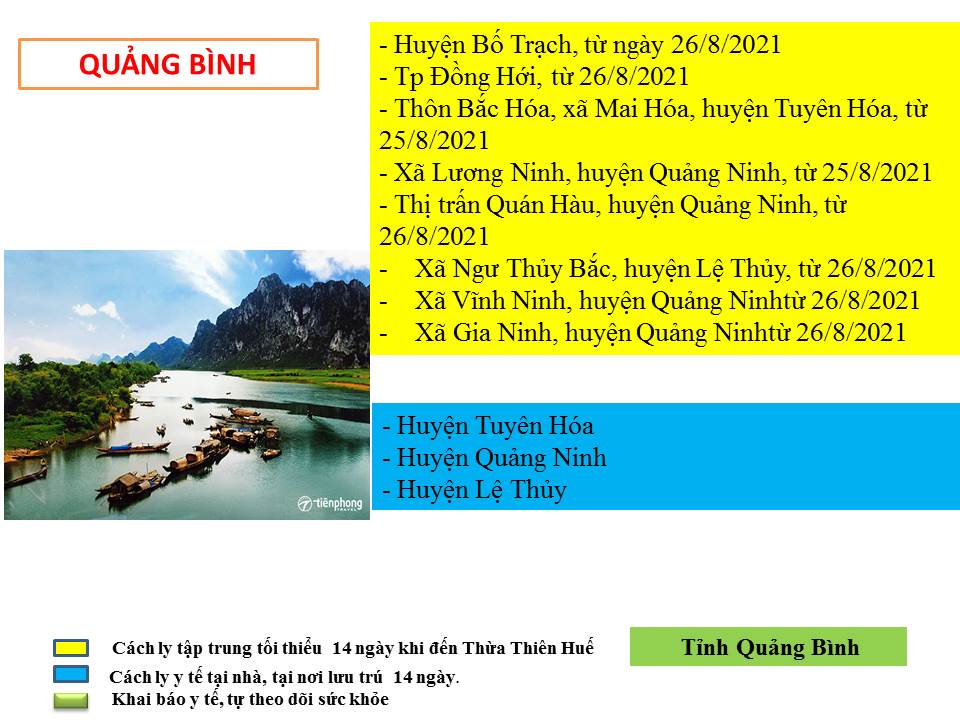 QUẢNG BÌNH
- Huyện Bố Trạch, từ ngày 26/8/2021
- Tp Đồng Hới, từ 26/8/2021
- Thôn Bắc Hóa, xã Mai Hóa, huyện Tuyên Hóa, từ
25/8/2021
- Xã Lương Ninh, huyện Quảng Ninh, từ 25/8/2021
- Thị trấn Quán Hàu, huyện Quảng Ninh, từ
26/8/2021
- Xã Ngư Thủy Bắc, huyện Lệ Thủy, từ 26/8/2021
- Xã Vĩnh Ninh, huyện Quảng Ninhtừ 26/8/2021
- Xã Gia Ninh, huyện Quảng Ninhtừ 26/8/2021
- Huyện Tuyên Hóa
- Huyện Quảng Ninh
- Huyện Lệ Thủy
tiênphong
TRAVEL
Cách ly tập trung tối thiểu 14 ngày khi đến Thừa Thiên Huế
Cách ly y tế tại nhà, tại nơi lưu trú 14 ngày.
Khai báo y tế, tự theo dõi sức khỏe
Tỉnh Quảng Bình